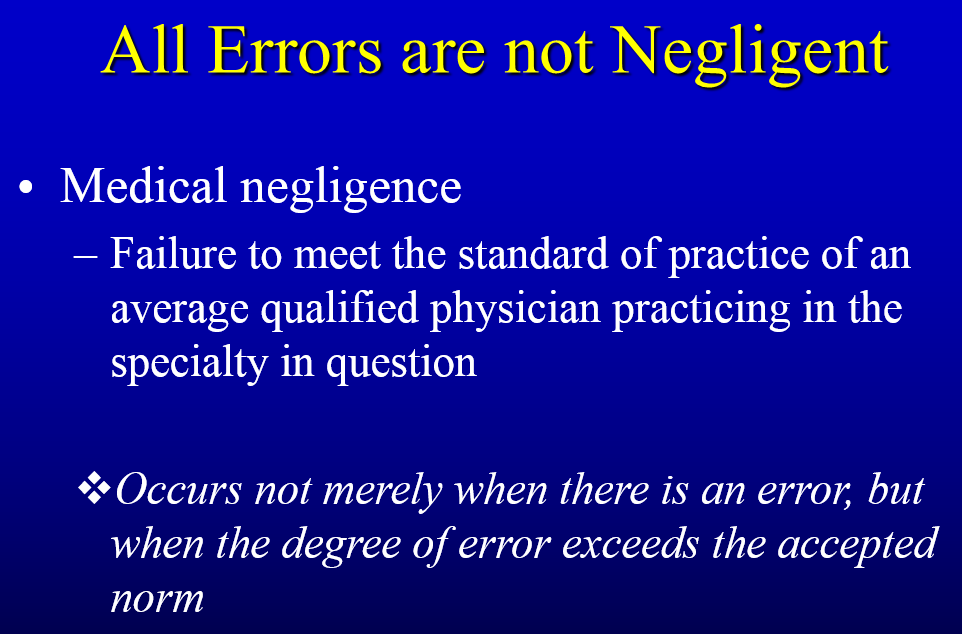 All Errors are not Negligent
• Medical negligence
– Failure to meet the standard of practice of an
average qualified physician practicing in the
specialty in question
❖Occurs not merely when there is an error, but
when the degree of error exceeds the accepted
norm